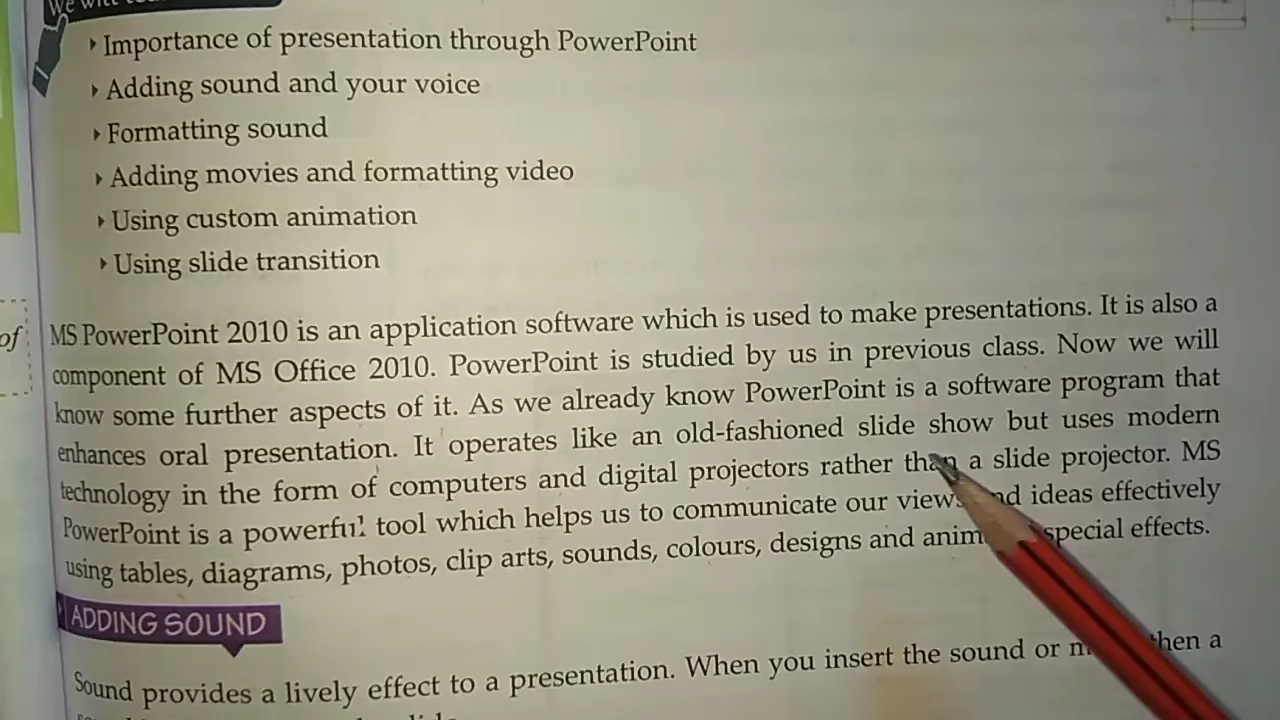 We will
Importance of presentation through PowerPoint
Adding sound and your voice
Formatting sound
Adding movies and formatting video
Using custom animation
Using slide transition
of
MS PowerPoint 2010 is an application software which is used to make presentations. It is also a
component of MS Office 2010. PowerPoint is studied by us in previous class. Now we will
know some further aspects of it. As we already know PowerPoint is a software program that
enhances oral presentation. It operates like an old-fashioned slide show but uses modern
technology in the form of computers and digital projectors rather than a slide projector. MS
PowerPoint is a powerful tool which helps us to communicate our views and ideas effectively
using tables, diagrams, photos, clip arts, sounds, colours, designs and special effects.
ADDING SOUND
Sound provides a lively effect to a presentation. When you insert the sound or then a